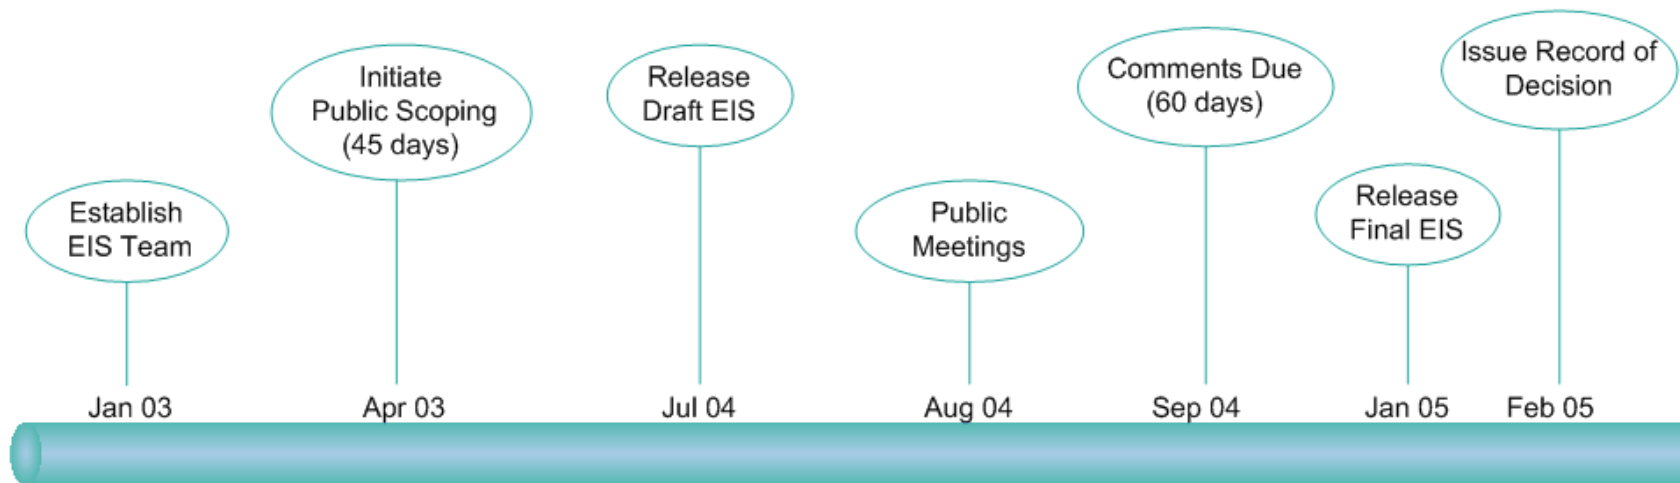 Establish
EIS Team
Initiate
Public Scoping
(45 days)
Release
Draft EIS
Public
Meetings
Comments Due
(60 days)
Release
Final EIS
Issue Record of
Decision
Jan 03
Apr 03
Jul 04
Aug 04
Sep 04
Jan 05
Feb 05